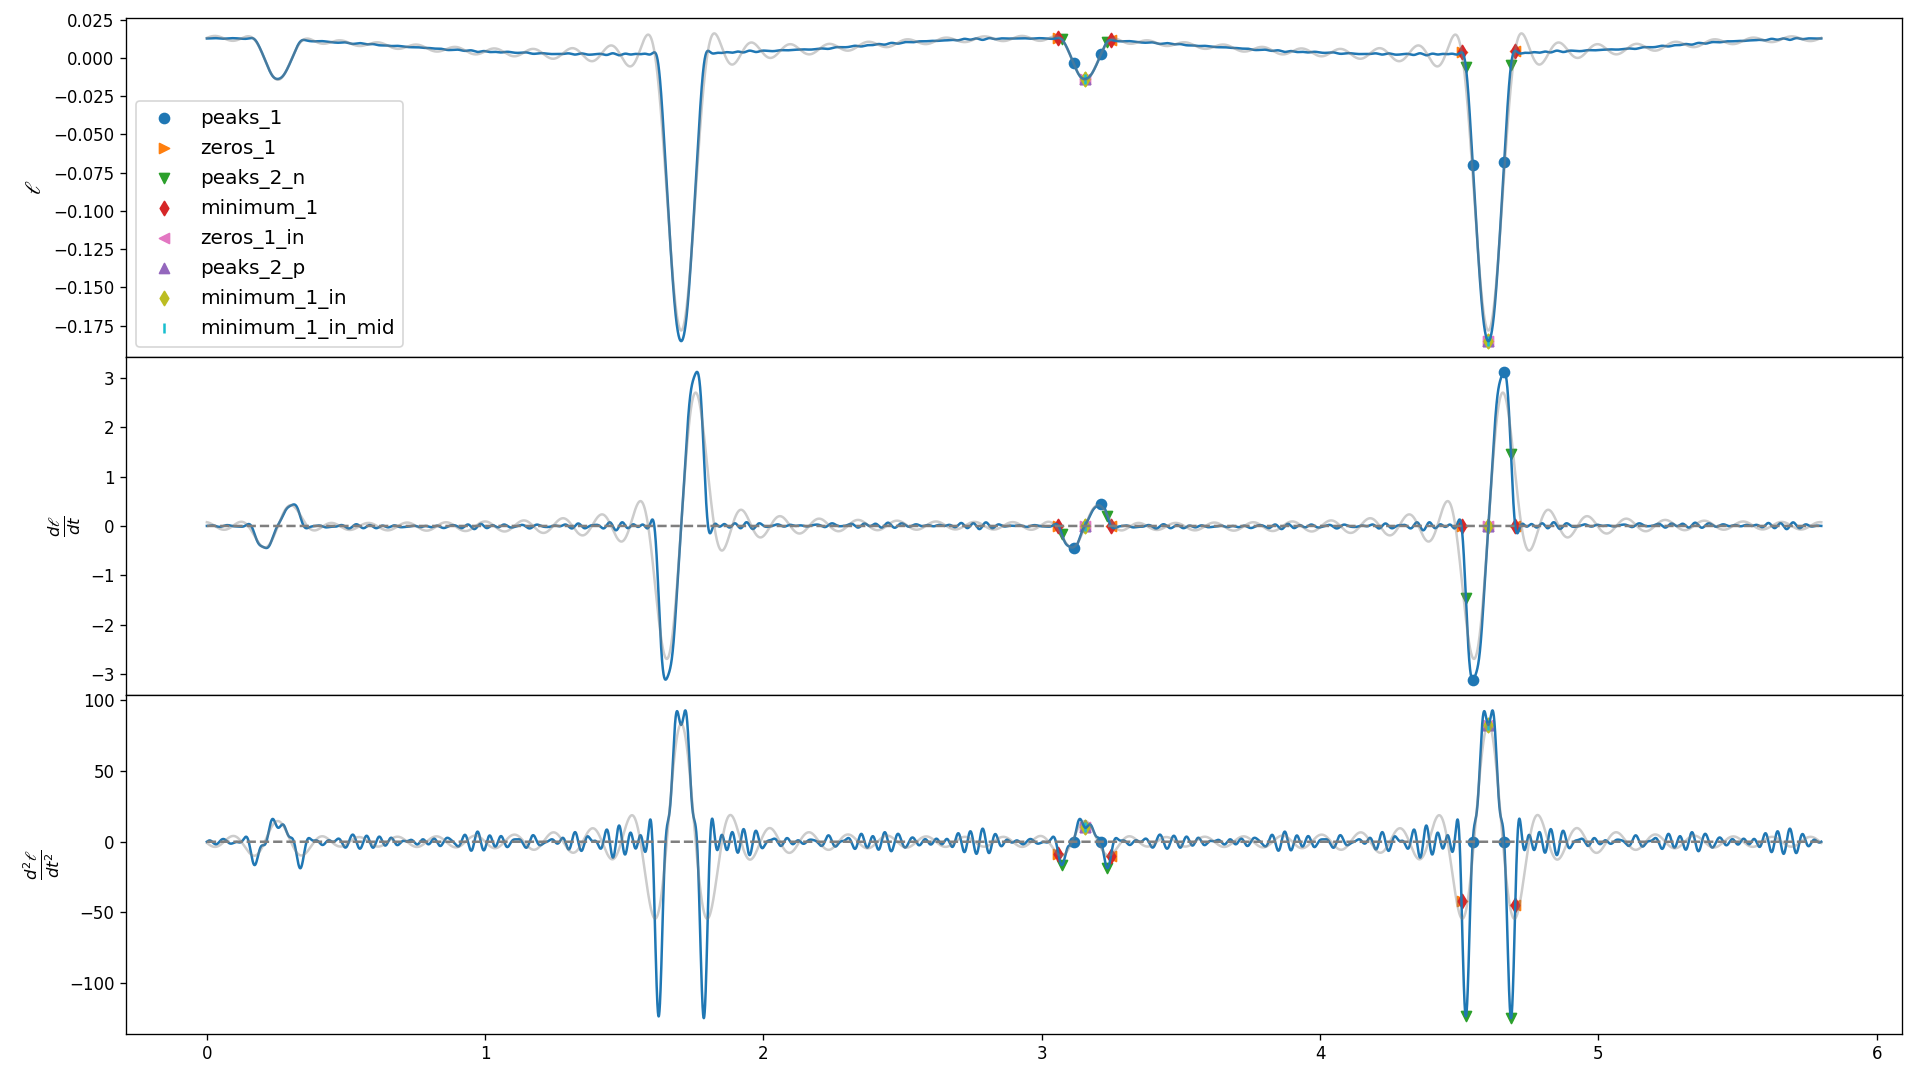 0.025
0.000
−0.025
−0.050
−0.075
−0.100
−0.125
−0.150
−0.175
ℓ
peaks_1
zeros_1
peaks_2_n
minimum_1
zeros_1_in
peaks_2_p
minimum_1_in
minimum_1_in_mid
3
2
1
0
−1
−2
−3
dℓ
dt
100
50
0
−50
−100
d²ℓ
dt²
0 1 2 3 4 5 6